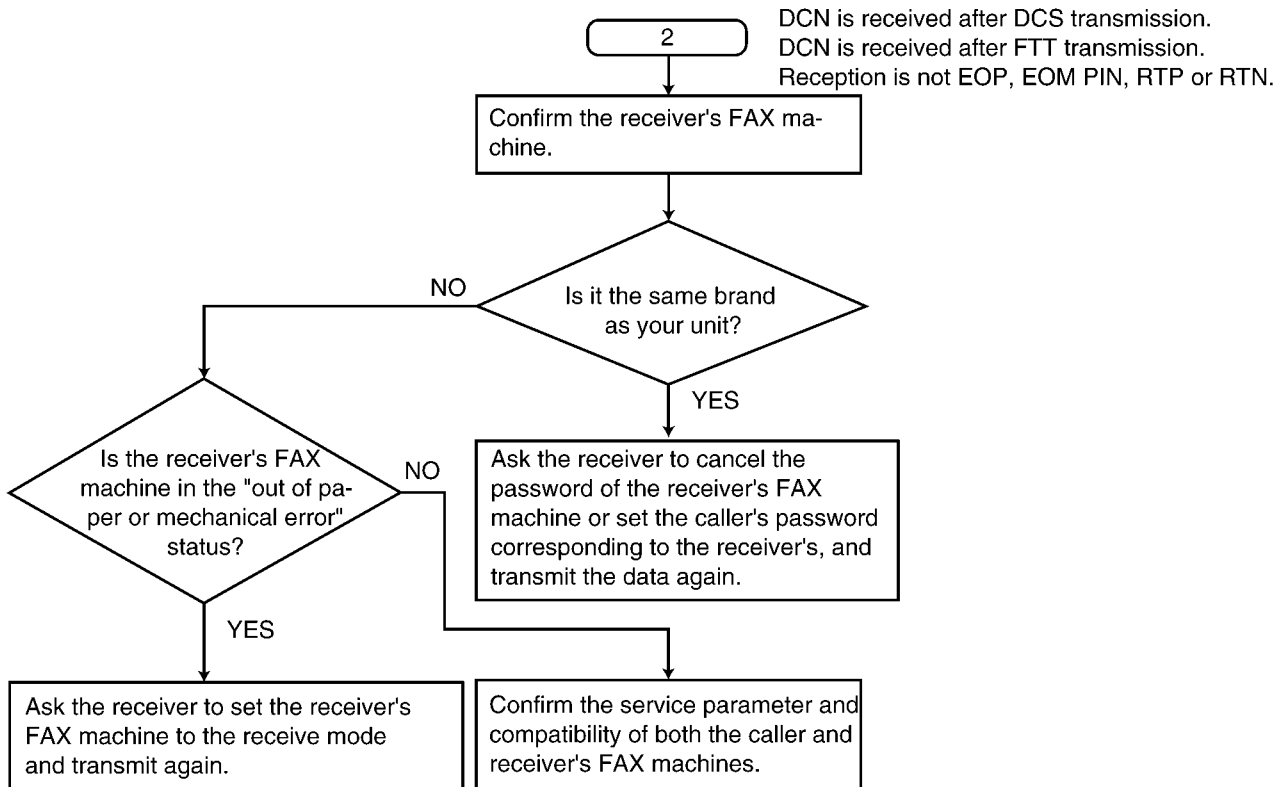 2
DCN is received after DCS transmission.
DCN is received after FTT transmission.
Reception is not EOP, EOM PIN, RTP or RTN.
Confirm the receiver's FAX ma-
chine.
NO
Is it the same brand
as your unit?
YES
Is the receiver's FAX
machine in the "out of pa-
per or mechanical error"
status?
NO
Ask the receiver to cancel the
password of the receiver's FAX
machine or set the caller's password
corresponding to the receiver's, and
transmit the data again.
YES
Ask the receiver to set the receiver's
FAX machine to the receive mode
and transmit again.
Confirm the service parameter and
compatibility of both the caller and
receiver's FAX machines.